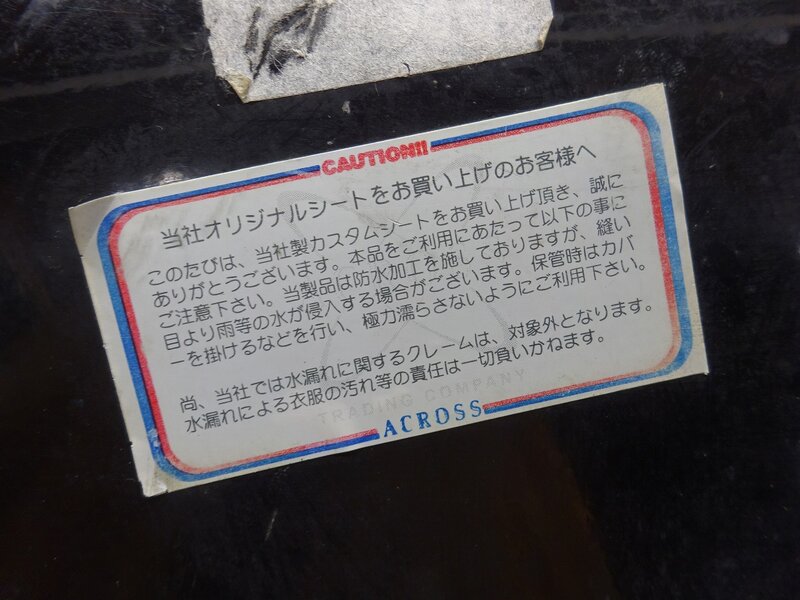 CAUTION!!
当社オリジナルシートをお買い上げのお客様へ
このたびは、当社製カスタムシートをお買い上げ頂き、誠に
ありがとうございます。本品をご利用にあたって以下の事に
ご注意下さい。当製品は防水加工を施しておりますが、縫い
目より雨等の水が侵入する場合がございます。保管時はカバ
ーを掛けるなどを行い、極力濡らさないようにご利用下さい。
尚、当社では水漏れに関するクレームは、対象外となります。
水漏れによる衣服の汚れ等の責任は一切負いかねます。
TRADING COMPANY
ACROSS